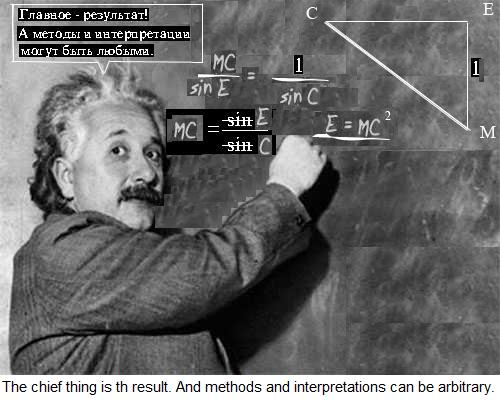 Главное - результат!
А методы и интерпретации
могут быть любыми.
C
E
MC / sin E = 1 / sin C
1
MC = sin E / sin C
E = MC²
M
The chief thing is th result. And methods and interpretations can be arbitrary.